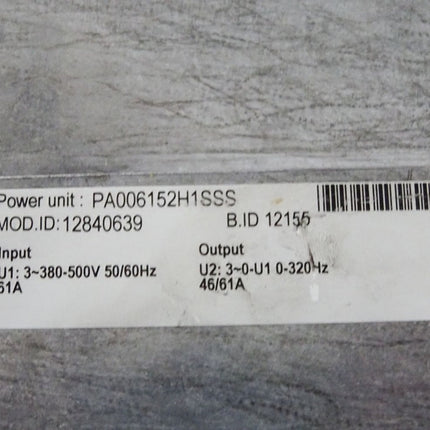 Power unit : PA006152H1SSS
MOD.ID: 12840639 B.ID 12155
Input Output
U1: 3~380-500V 50/60Hz U2: 3~0-U1 0-320Hz
61A 46/61A